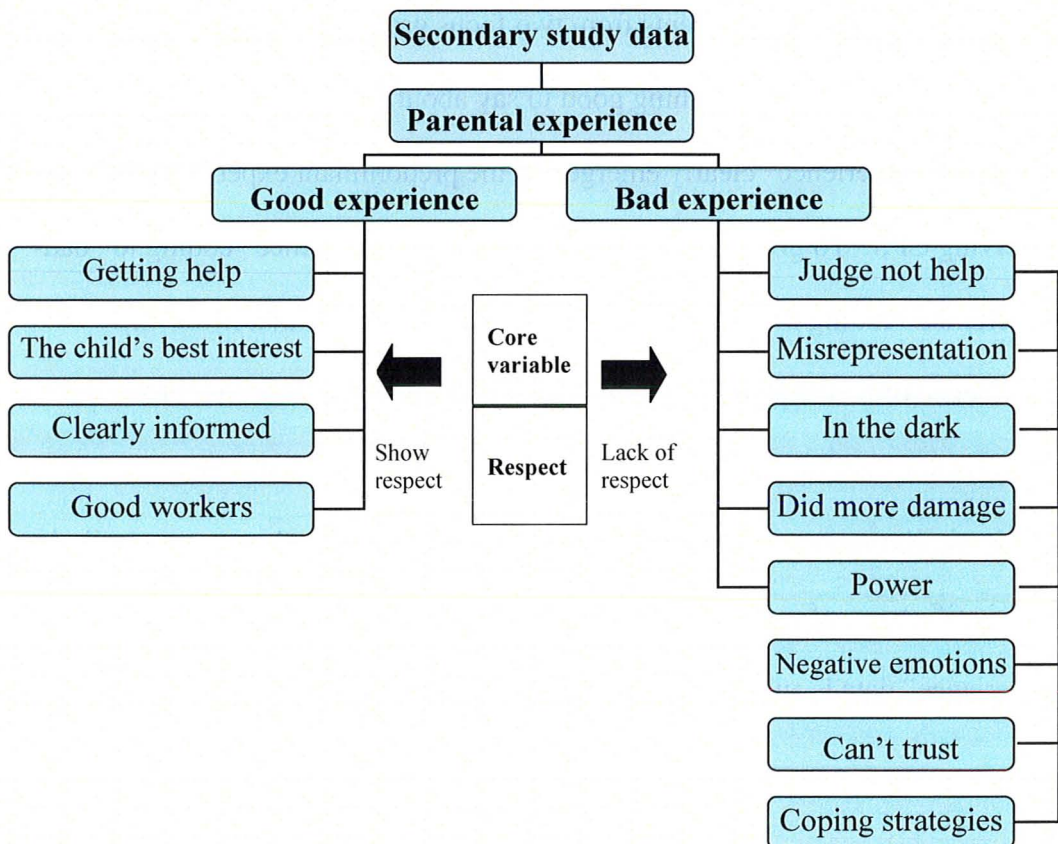 Secondary study data
Parental experience
Good experience
Bad experience
Getting help
The child's best interest
Clearly informed
Good workers
Core
variable
Respect
Show
respect
Lack of
respect
Judge not help
Misrepresentation
In the dark
Did more damage
Power
Negative emotions
Can't trust
Coping strategies